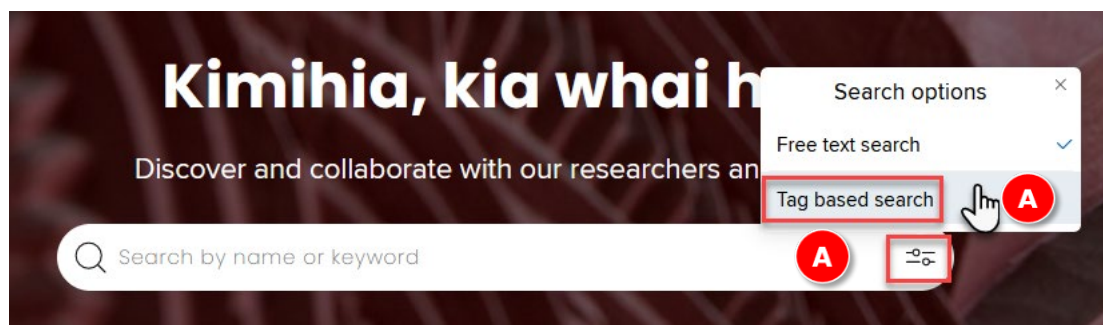 Kimihia, kia whai h
Discover and collaborate with our researchers an
Search by name or keyword
Search options
Free text search
Tag based search
A
A